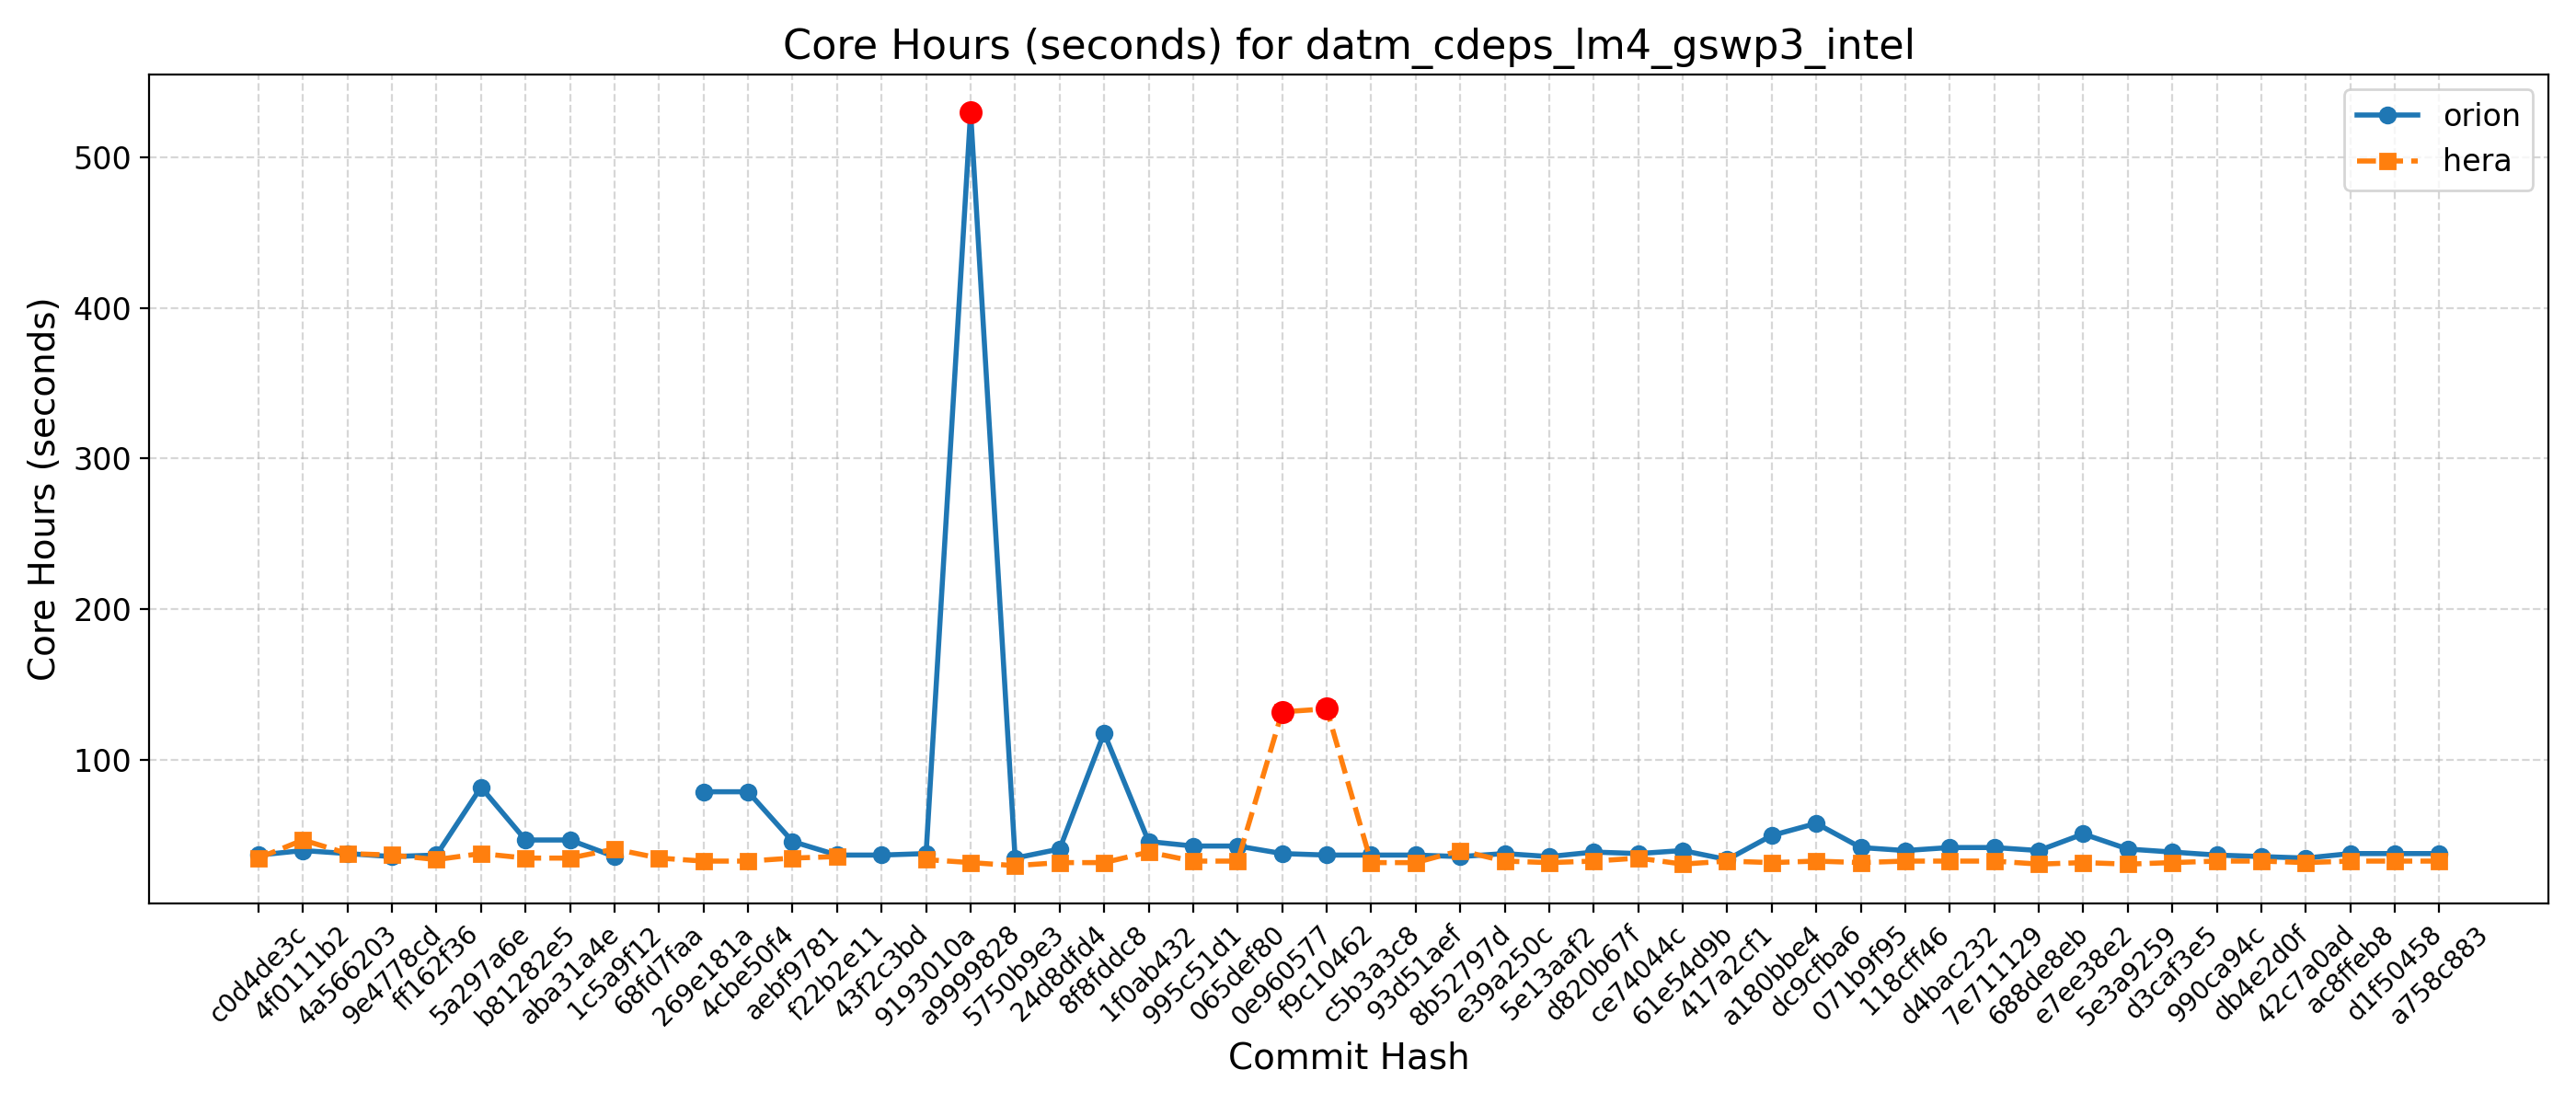 Core Hours (seconds) for datm_cdeps_lm4_gswp3_intel
orion
hera
Core Hours (seconds)
500
400
300
200
100
c0d4de3c
4f0111b2
4a566203
9e4778cd
ff162f36
5a297a6e
b81282e5
aba31a4e
1c5a9f12
68fd7faa
269e181a
4cbe50f4
aebf9781
f22b2e11
43f2c3bd
9193010a
a9999828
5750b9e3
24d8dfd4
8f8fddc8
1f0ab432
995c51d1
065def80
0e960577
f9c10462
c5b3a3c8
93d51aef
8b52797d
e39a250c
5e13aaf2
d820b67f
ce74044c
61e54d9b
417a2cf1
a180bbe4
dc9cfba6
071b9f95
118cff46
d4bac232
7e711129
688de8eb
e7ee38e2
5e3a9259
d3caf3e5
990ca94c
db4e2d0f
42c7a0ad
ac8ffeb8
d1f50458
a758c883
Commit Hash